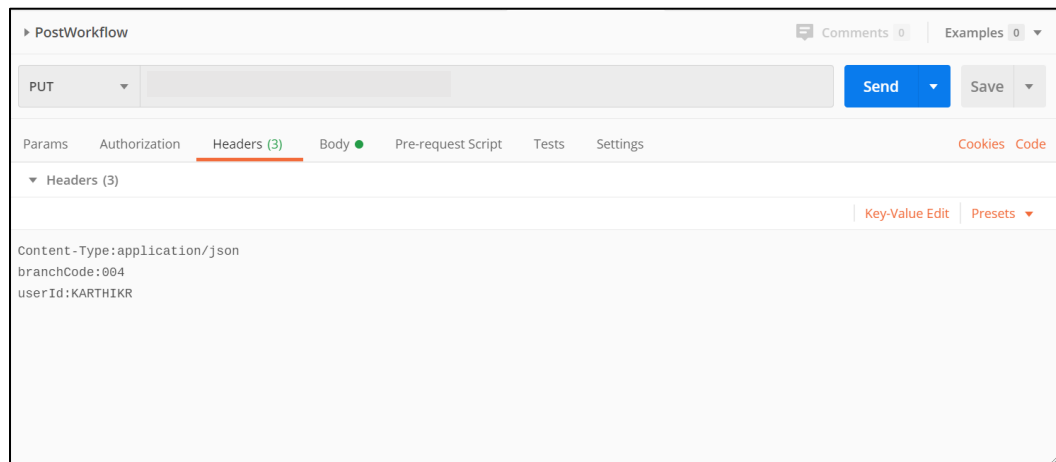 PostWorkflow Comments 0 Examples 0
PUT Send Save
Params Authorization Headers (3) Body Pre-request Script Tests Settings Cookies Code
Headers (3)
Key-Value Edit Presets
Content-Type:application/json
branchCode:004
userId:KARTHIKR